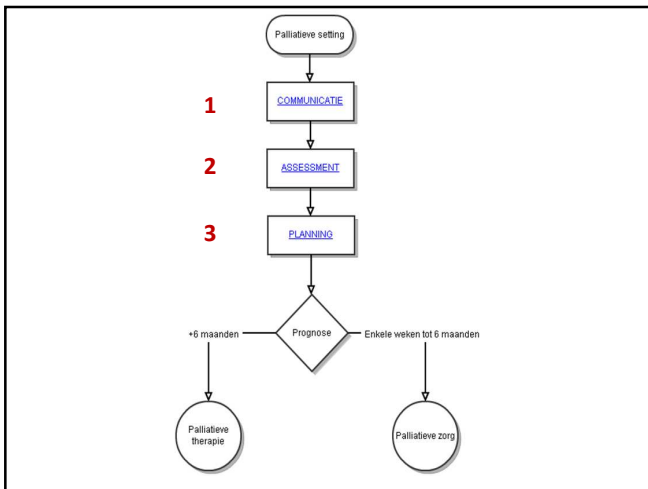 Palliatieve setting
1
COMMUNICATIE
2
ASSESSMENT
3
PLANNING
+6 maanden
Prognose
Enkele weken tot 6 maanden
Palliatieve
therapie
Palliatieve zorg